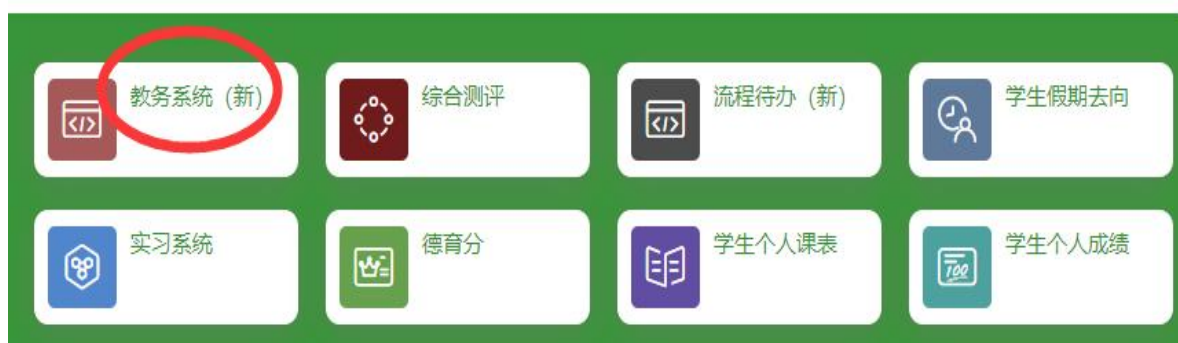 教务系统（新）
综合测评
流程待办（新）
学生假期去向
实习系统
德育分
学生个人课表
学生个人成绩
100